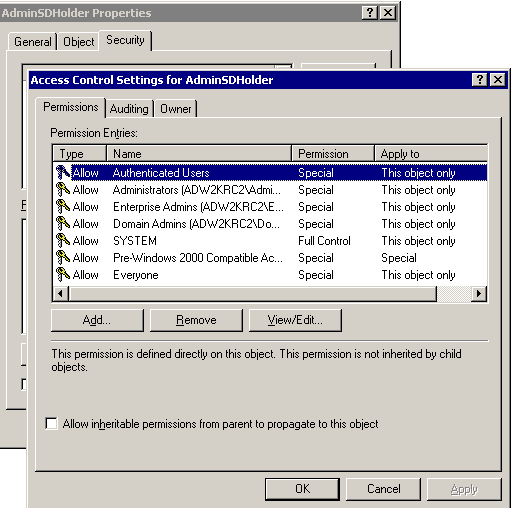 AdminSDHolder Properties
General Object Security
Access Control Settings for AdminSDHolder
Permissions Auditing Owner
Permission Entries:
Type Name Permission Apply to
Allow Authenticated Users Special This object only
Allow Administrators (ADW2KRC2\Admi... Special This object only
Allow Enterprise Admins (ADW2KRC2\E... Special This object only
Allow Domain Admins (ADW2KRC2\Do... Special This object only
Allow SYSTEM Full Control This object only
Allow Pre-Windows 2000 Compatible Ac... Special Special
Allow Everyone Special This object only
Add... Remove View/Edit...
This permission is defined directly on this object. This permission is not inherited by child
objects.
Allow inheritable permissions from parent to propagate to this object
OK Cancel Apply